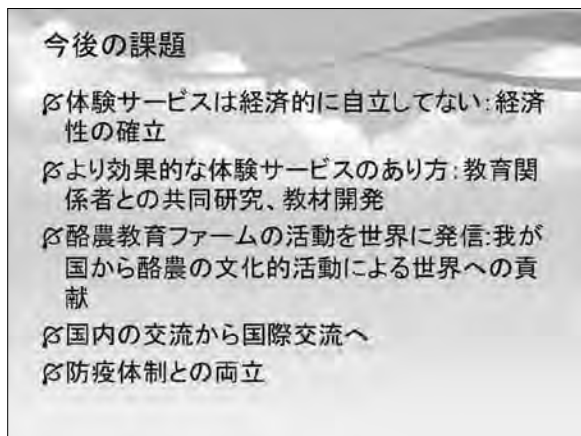 今後の課題
体験サービスは経済的に自立してない：経済
性の確立
より効果的な体験サービスのあり方：教育関
係者との共同研究、教材開発
酪農教育ファームの活動を世界に発信：我が
国から酪農の文化的活動による世界への貢
献
国内の交流から国際交流へ
防疫体制との両立